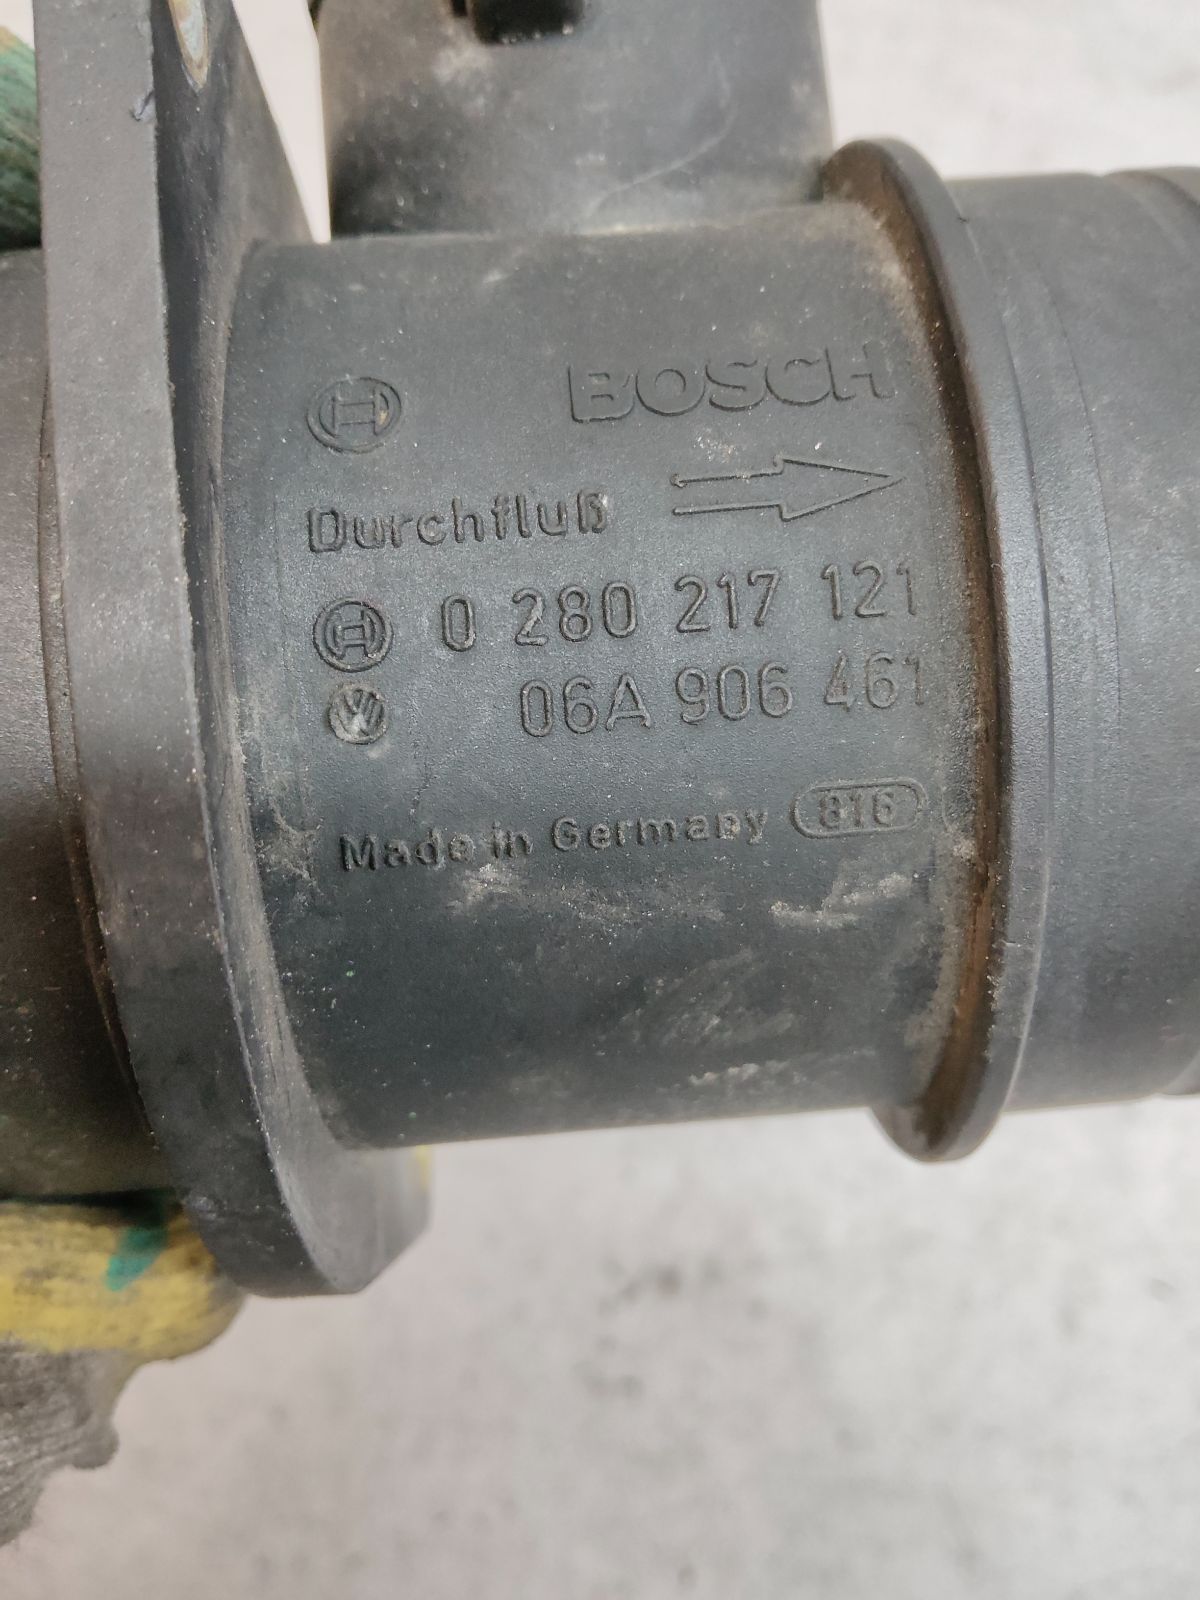 BOSCH
Durchfluß
0 280 217 121
06A 906 461
Made in Germany 816